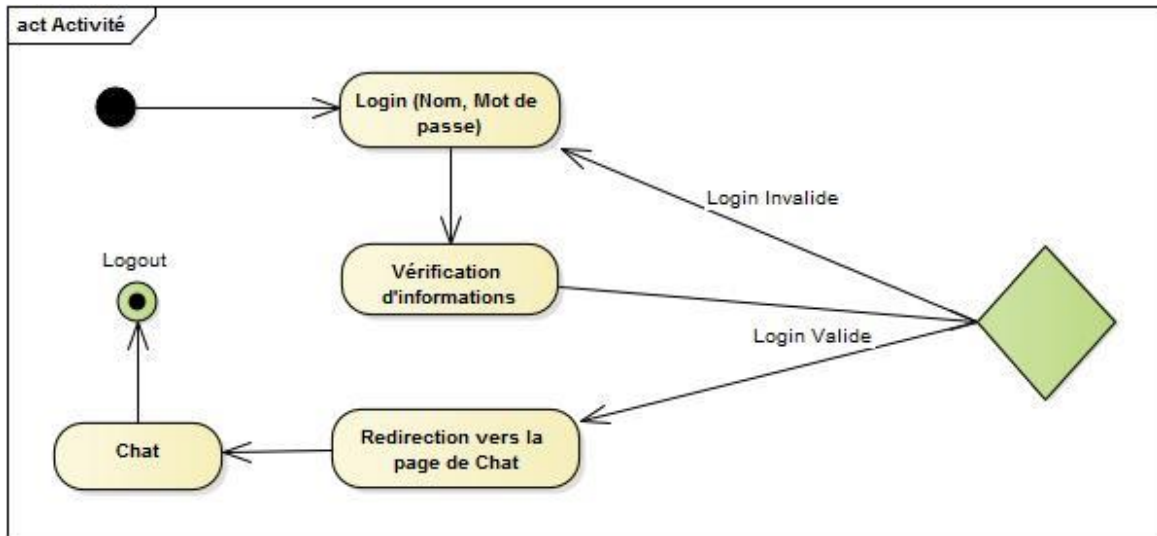 act Activité
Login (Nom, Mot de
passe)
Login Invalide
Vérification
d'informations
Logout
Login Valide
Redirection vers la
page de Chat
Chat